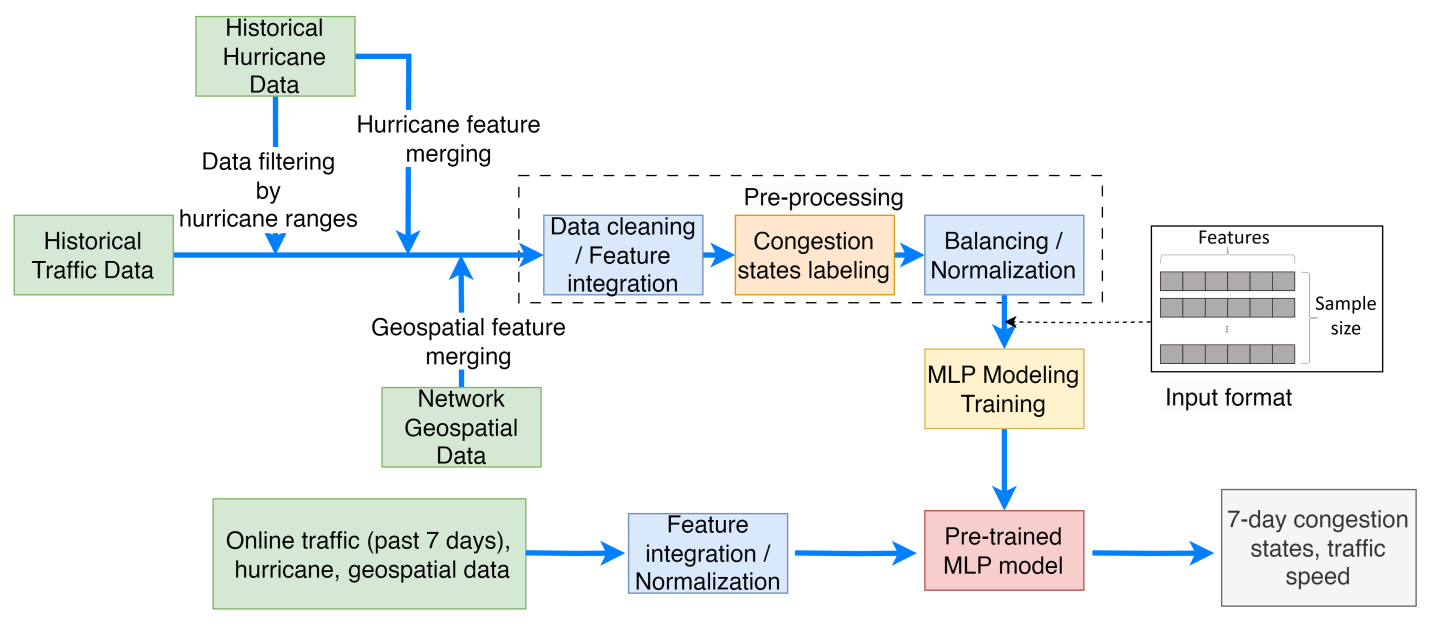 Historical
Hurricane
Data
Hurricane feature
merging
Data filtering
by
hurricane ranges
Historical
Traffic Data
Pre-processing
Data cleaning
/ Feature
integration
Congestion
states labeling
Balancing /
Normalization
Features
Sample
size
Input format
Geospatial feature
merging
Network
Geospatial
Data
MLP Modeling
Training
Online traffic (past 7 days),
hurricane, geospatial data
Feature
integration /
Normalization
Pre-trained
MLP model
7-day congestion
states, traffic
speed